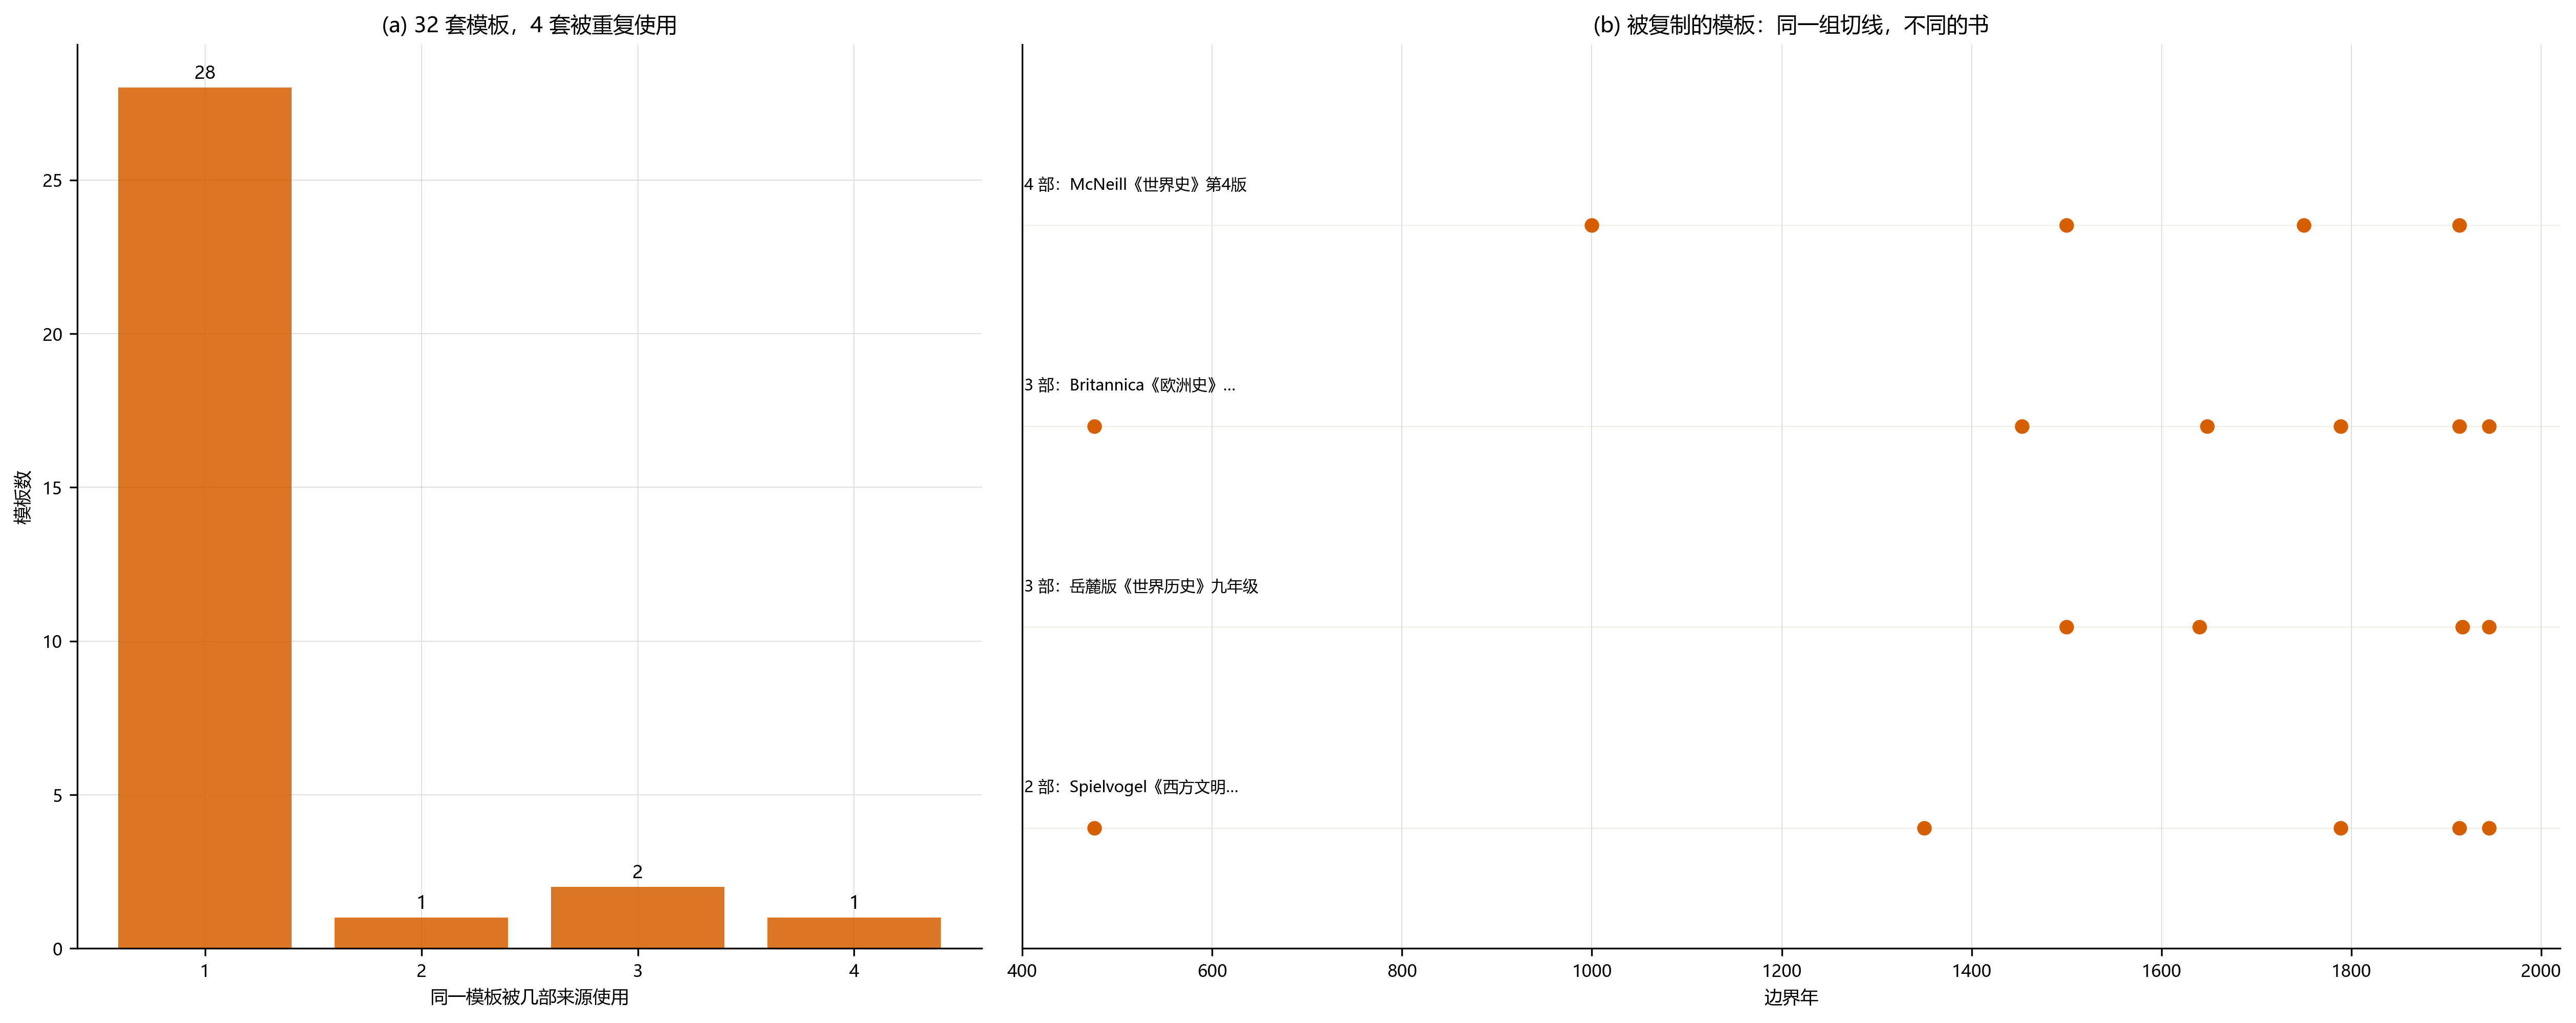 (a) 32 套模板，4 套被重复使用
28
1
2
1
25
20
15
10
5
0
模板数
1 2 3 4
同一模板被几部来源使用
(b) 被复制的模板：同一组切线，不同的书
4 部：McNeill《世界史》第4版
3 部：Britannica《欧洲史》...
3 部：岳麓版《世界历史》九年级
2 部：Spielvogel《西方文明...
400 600 800 1000 1200 1400 1600 1800 2000
边界年